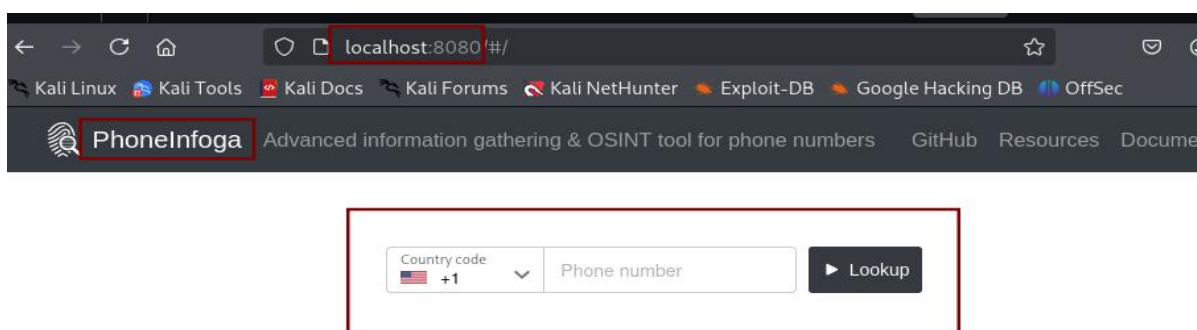 localhost:8080/#/
Kali Linux Kali Tools Kali Docs Kali Forums Kali NetHunter Exploit-DB Google Hacking DB OffSec
PhoneInfoga Advanced information gathering & OSINT tool for phone numbers GitHub Resources Docume
Country code
+1
Phone number
Lookup